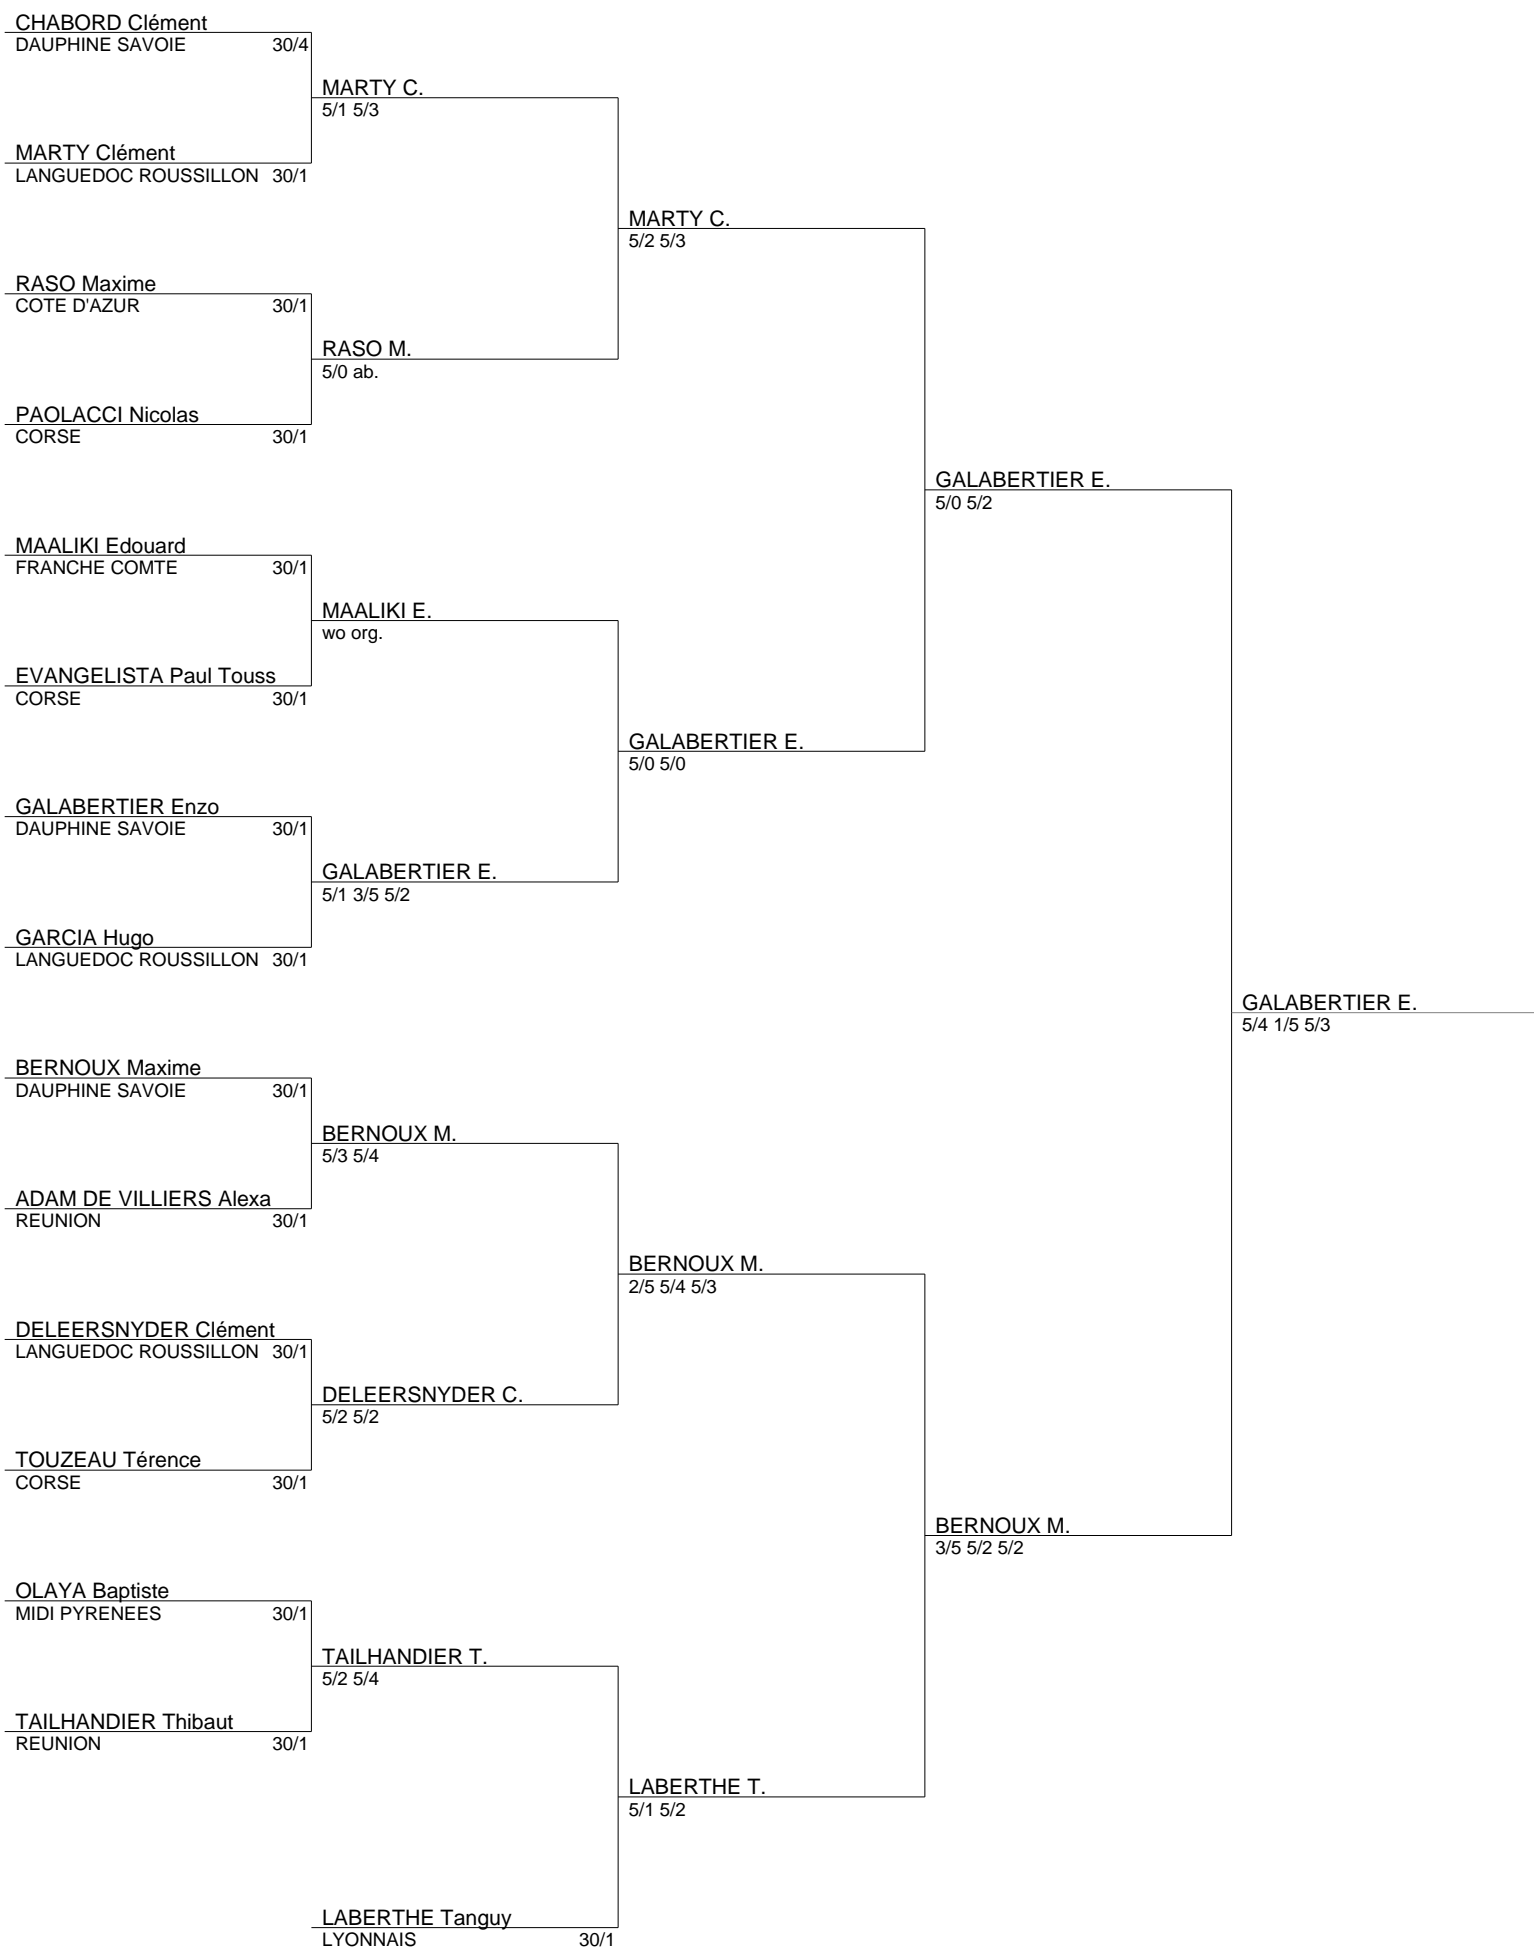 CHABORD Clément
DAUPHINE SAVOIE 30/4
MARTY C.
5/1 5/3
MARTY Clément
LANGUEDOC ROUSSILLON 30/1
MARTY C.
5/2 5/3
RASO Maxime
COTE D'AZUR 30/1
RASO M.
5/0 ab.
PAOLACCI Nicolas
CORSE 30/1
GALABERTIER E.
5/0 5/2
MAALIKI Edouard
FRANCHE COMTE 30/1
MAALIKI E.
wo org.
EVANGELISTA Paul Touss
CORSE 30/1
GALABERTIER E.
5/0 5/0
GALABERTIER Enzo
DAUPHINE SAVOIE 30/1
GALABERTIER E.
5/1 3/5 5/2
GARCIA Hugo
LANGUEDOC ROUSSILLON 30/1
GALABERTIER E.
5/4 1/5 5/3
BERNOUX Maxime
DAUPHINE SAVOIE 30/1
BERNOUX M.
5/3 5/4
ADAM DE VILLIERS Alexa
REUNION 30/1
BERNOUX M.
2/5 5/4 5/3
DELEERSNYDER Clément
LANGUEDOC ROUSSILLON 30/1
DELEERSNYDER C.
5/2 5/2
TOUZEAU Térence
CORSE 30/1
BERNOUX M.
3/5 5/2 5/2
OLAYA Baptiste
MIDI PYRENEES 30/1
TAILHANDIER T.
5/2 5/4
TAILHANDIER Thibaut
REUNION 30/1
LABERTHE T.
5/1 5/2
LABERTHE Tanguy
LYONNAIS 30/1